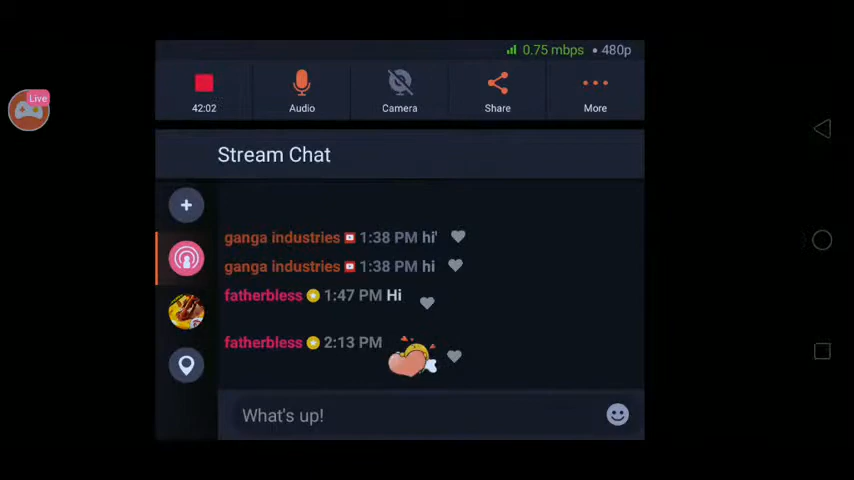 0.75 mbps • 480p
Live
42:02
Audio
Camera
Share
More
Stream Chat
ganga industries 1:38 PM hi'
ganga industries 1:38 PM hi
fatherbless 1:47 PM Hi
fatherbless 2:13 PM
What's up!